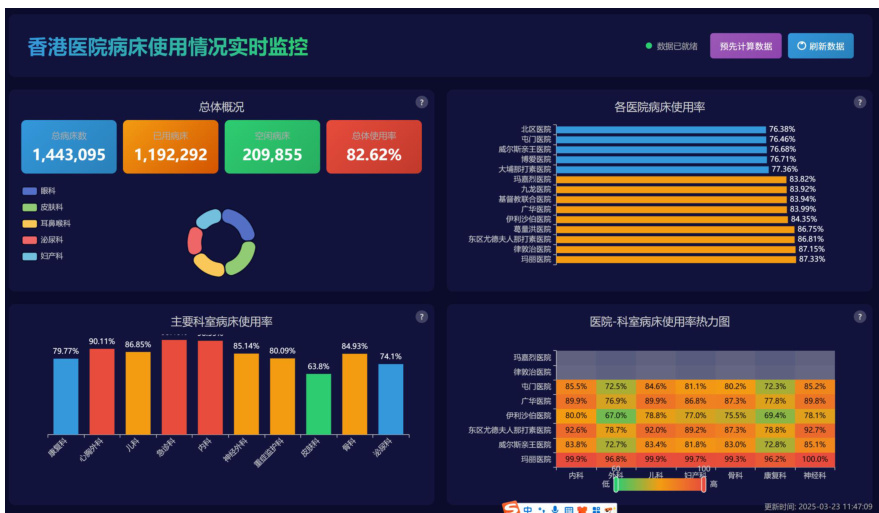 香港医院病床使用情况实时监控
数据已就绪
预先计算数据
刷新数据
总体概况
?
总病床数
已用病床
空闲病床
总体使用率
1,443,095
1,192,292
209,855
82.62%
眼科
皮肤科
耳鼻喉科
泌尿科
妇产科
各医院病床使用率
?
北区医院 76.38%
屯门医院 76.46%
威尔斯亲王医院 76.68%
博爱医院 76.71%
大埔那打素医院 77.36%
玛嘉烈医院 83.82%
九龙医院 83.92%
基督教联合医院 83.94%
广华医院 83.99%
伊利沙伯医院 84.35%
葛量洪医院 86.75%
东区尤德夫人那打素医院 86.81%
律敦治医院 87.15%
玛丽医院 87.33%
主要科室病床使用率
?
79.77% 90.11% 86.85% 85.14% 80.09% 63.8% 84.93% 74.1%
康复科 心胸外科 儿科 急诊科 内科 神经外科 重症监护科 皮肤科 骨科 泌尿科
医院-科室病床使用率热力图
?
玛嘉烈医院
律敦治医院
屯门医院 85.5% 72.5% 84.6% 81.1% 80.2% 72.3% 85.2%
广华医院 89.9% 76.9% 89.9% 86.8% 87.3% 77.8% 89.8%
伊利沙伯医院 80.0% 67.0% 78.8% 77.0% 75.5% 69.4% 78.1%
东区尤德夫人那打素医院 92.6% 78.7% 92.0% 89.2% 87.3% 78.8% 92.7%
威尔斯亲王医院 83.8% 72.7% 83.4% 81.8% 83.0% 72.8% 85.1%
玛丽医院 99.9% 96.8% 99.9% 99.7% 99.3% 96.2% 100.0%
内科 外科 儿科 妇产科 骨科 康复科 神经科
60 100
低 高
中
更新时间: 2025-03-23 11:47:09